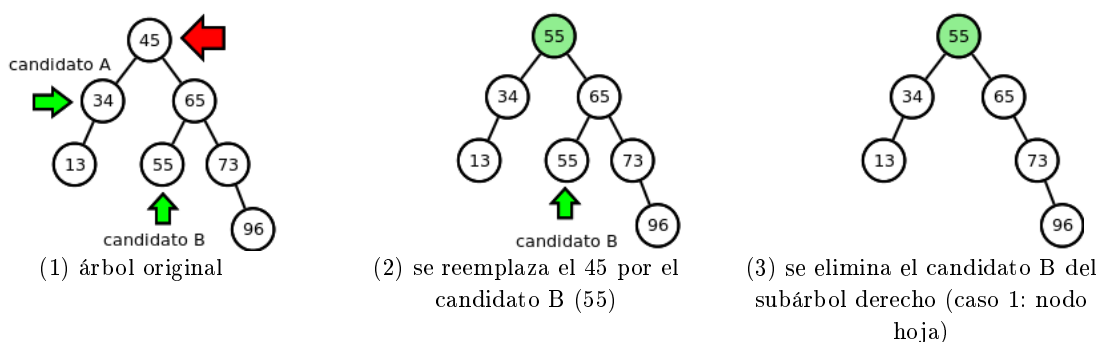 45
candidato A
34
65
13
55
73
candidato B
96
(1) árbol original
55
34
65
13
55
73
candidato B
96
(2) se reemplaza el 45 por el
candidato B (55)
55
34
65
13
73
96
(3) se elimina el candidato B del
subárbol derecho (caso 1: nodo
hoja)